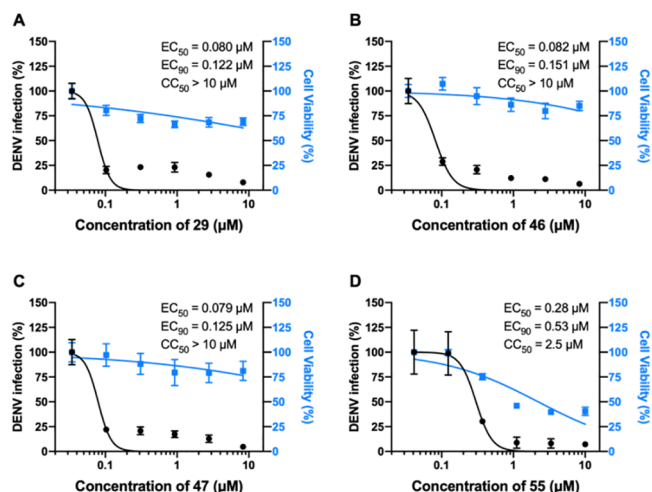 A
EC50 = 0.080 μM
EC90 = 0.122 μM
CC50 > 10 μM
DENV infection (%)
150
125
100
75
50
25
0
150
125
100
75
50
25
0
Cell Viability (%)
0.1
1
10
Concentration of 29 (μM)
B
EC50 = 0.082 μM
EC90 = 0.151 μM
CC50 > 10 μM
DENV infection (%)
150
125
100
75
50
25
0
150
125
100
75
50
25
0
Cell Viability (%)
0.1
1
10
Concentration of 46 (μM)
C
EC50 = 0.079 μM
EC90 = 0.125 μM
CC50 > 10 μM
DENV infection (%)
150
125
100
75
50
25
0
150
125
100
75
50
25
0
Cell Viability (%)
0.1
1
10
Concentration of 47 (μM)
D
EC50 = 0.28 μM
EC90 = 0.53 μM
CC50 = 2.5 μM
DENV infection (%)
150
125
100
75
50
25
0
150
125
100
75
50
25
0
Cell Viability (%)
0.1
1
10
Concentration of 55 (μM)